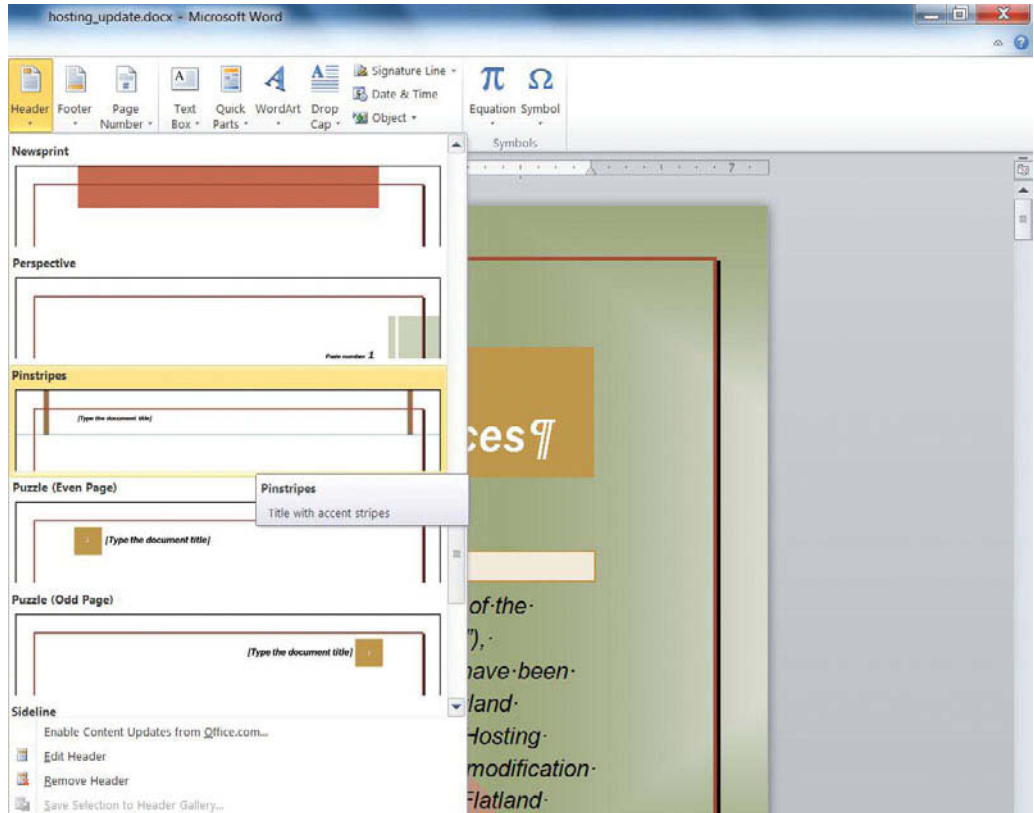 hosting_update.docx - Microsoft Word
Signature Line
Date & Time
Object
Header Footer Page Number Text Box Quick Parts WordArt Drop Cap Equation Symbol
Symbols
7
Newsprint
Perspective
Page number 1
Pinstripes
[Type the document title]
Pinstripes
Title with accent stripes
Puzzle (Even Page)
[Type the document title]
Puzzle (Odd Page)
[Type the document title]
Sideline
Enable Content Updates from Office.com...
Edit Header
Remove Header
Save Selection to Header Gallery...
ces¶
of·the·
"),·
have·been·
land·
Hosting·
modification·
Flatland·